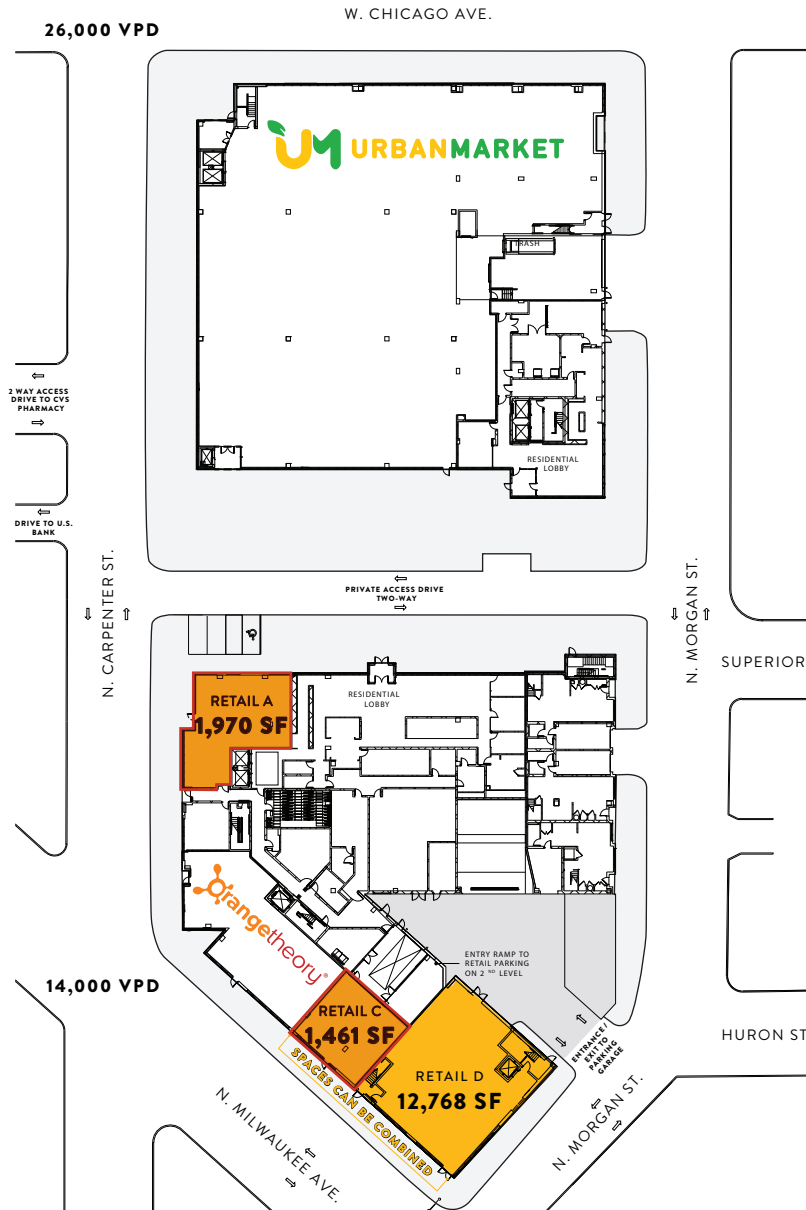 W. CHICAGO AVE.
26,000 VPD
UM URBANMARKET
TRASH
2 WAY ACCESS
DRIVE TO CVS
PHARMACY
RESIDENTIAL
LOBBY
DRIVE TO U.S.
BANK
N. CARPENTER ST.
PRIVATE ACCESS DRIVE
TWO-WAY
N. MORGAN ST.
SUPERIOR
RESIDENTIAL
LOBBY
RETAIL A
1,970 SF
Orangetheory®
ENTRY RAMP TO
RETAIL PARKING
ON 2 ND LEVEL
14,000 VPD
RETAIL C
1,461 SF
ENTRANCE /
EXIT TO
PARKING
GARAGE
HURON ST
RETAIL D
12,768 SF
SPACES CAN BE COMBINED
N. MILWAUKEE AVE.
N. MORGAN ST.